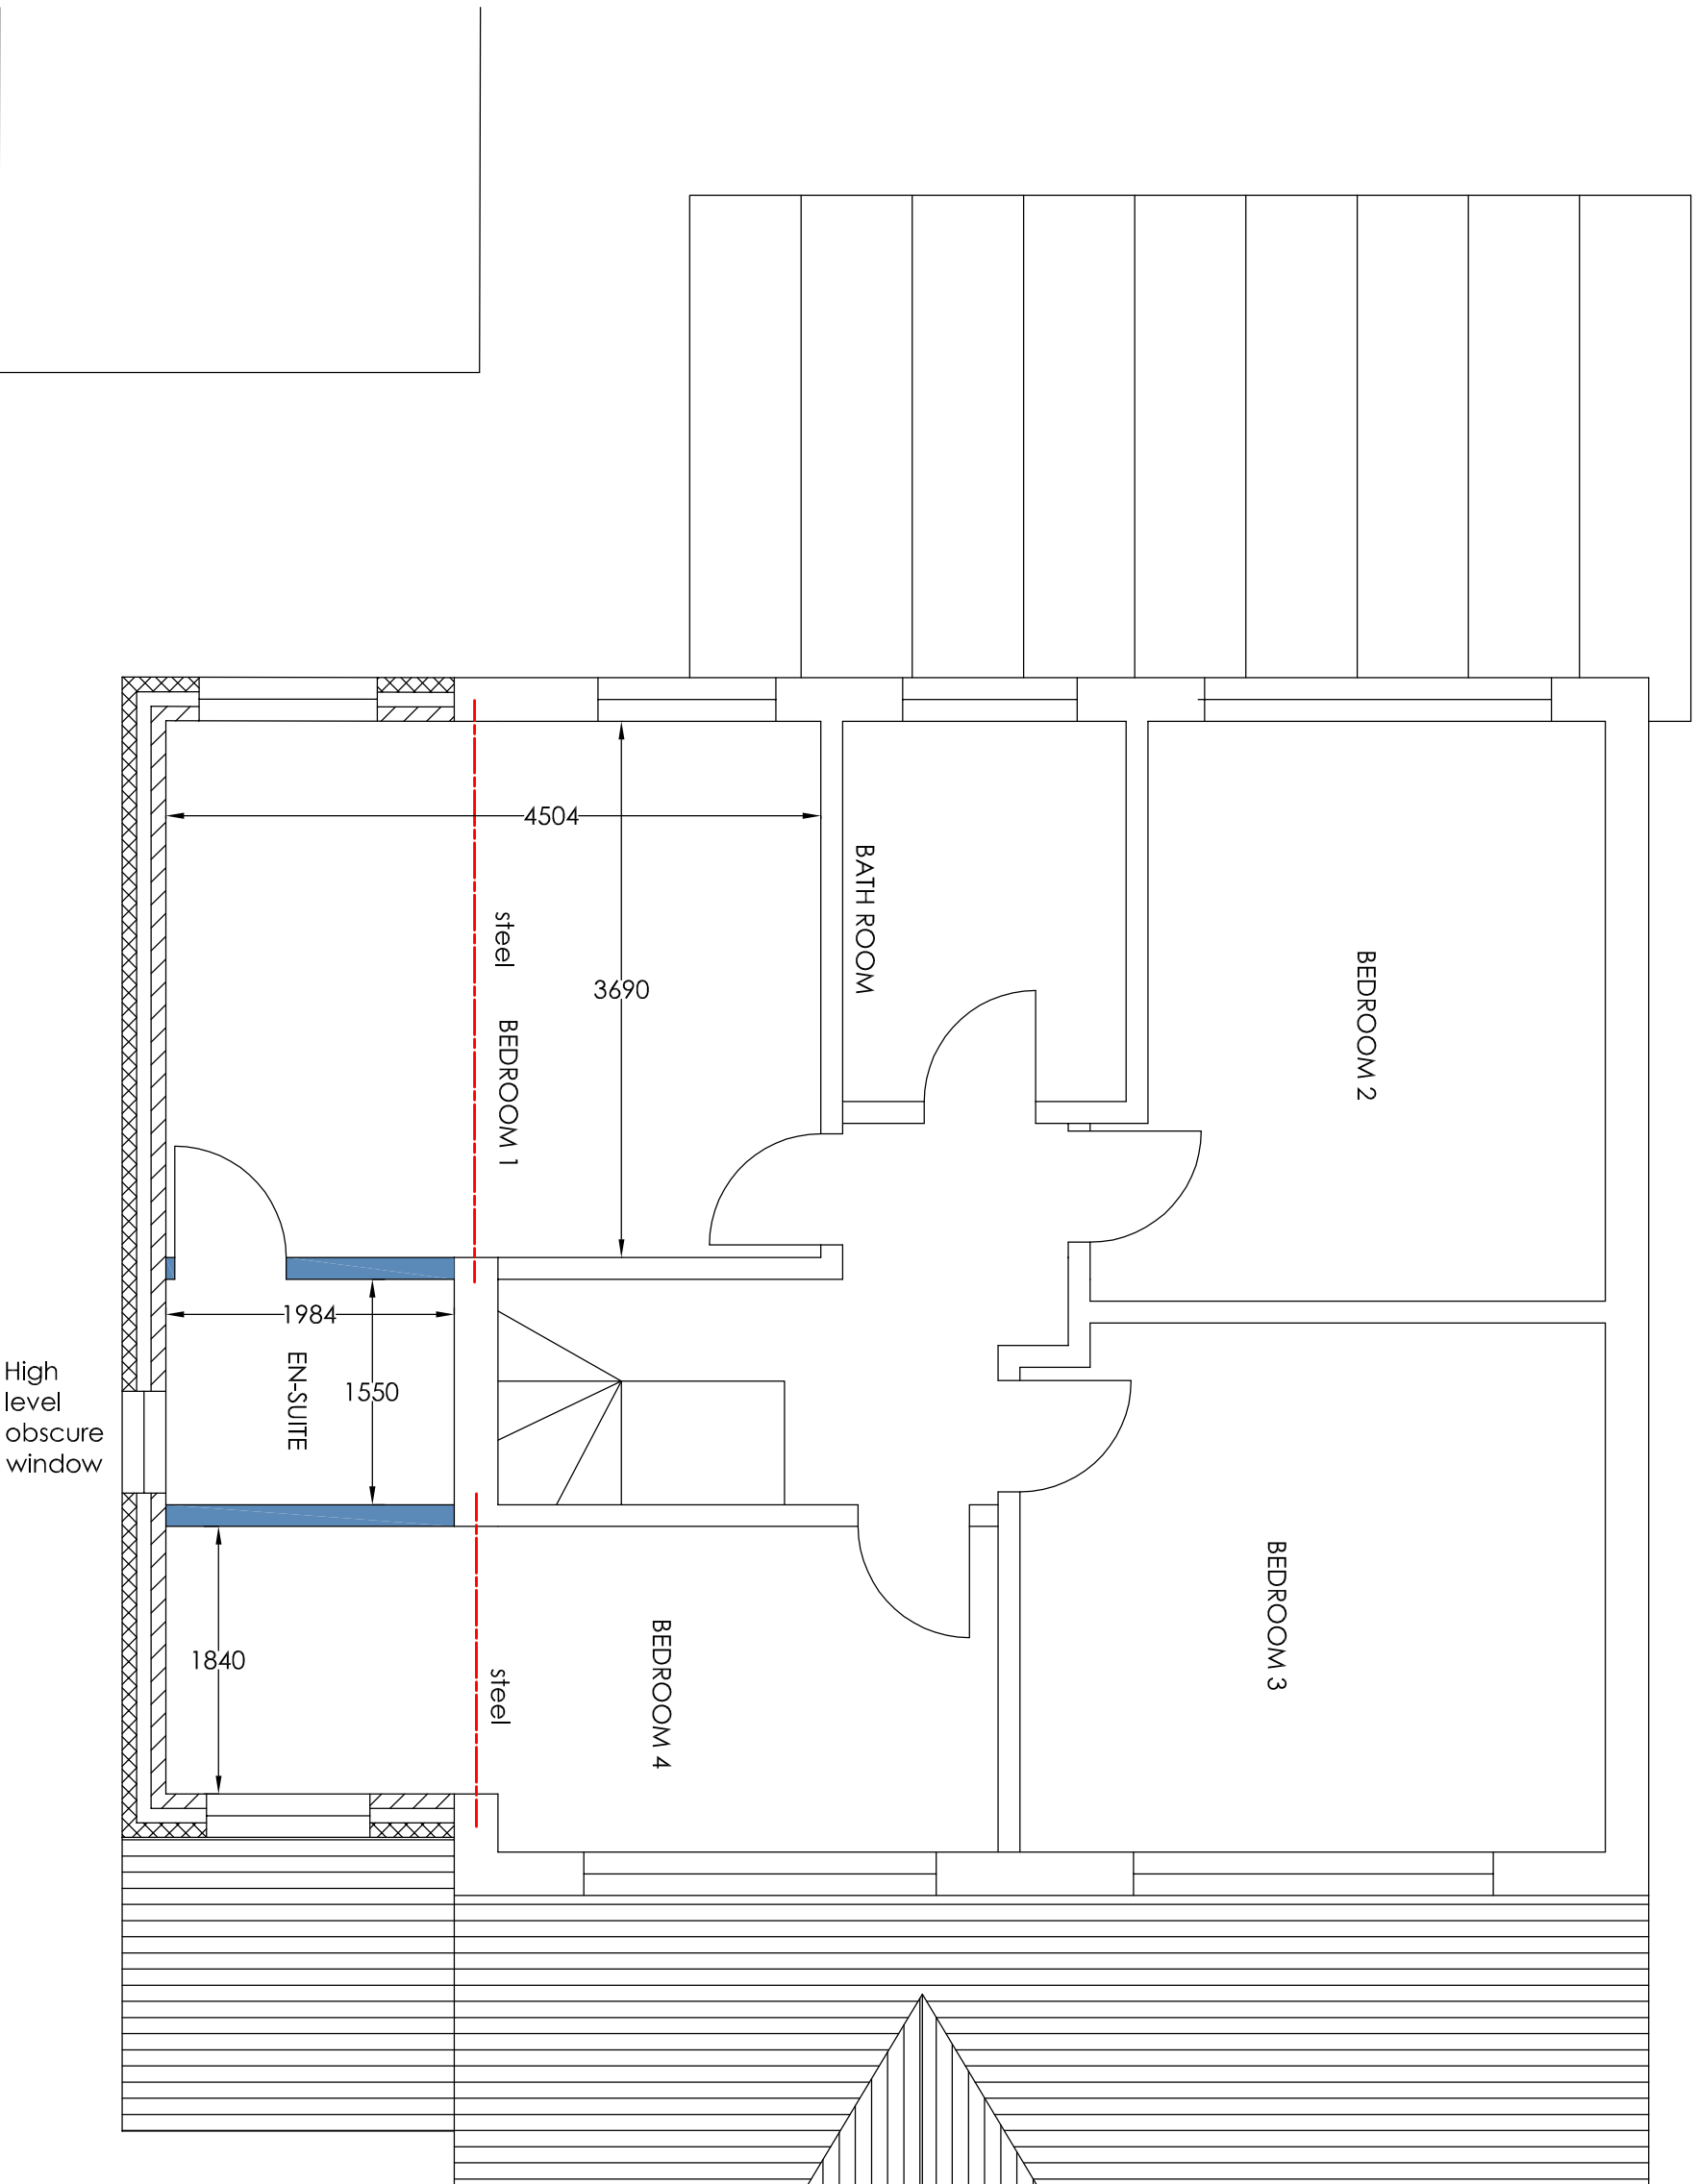 4504
BATH ROOM
steel
BEDROOM 2
3690
BEDROOM 1
1984
EN-SUITE
1550
High
level
obscure
window
BEDROOM 3
1840
steel
BEDROOM 4